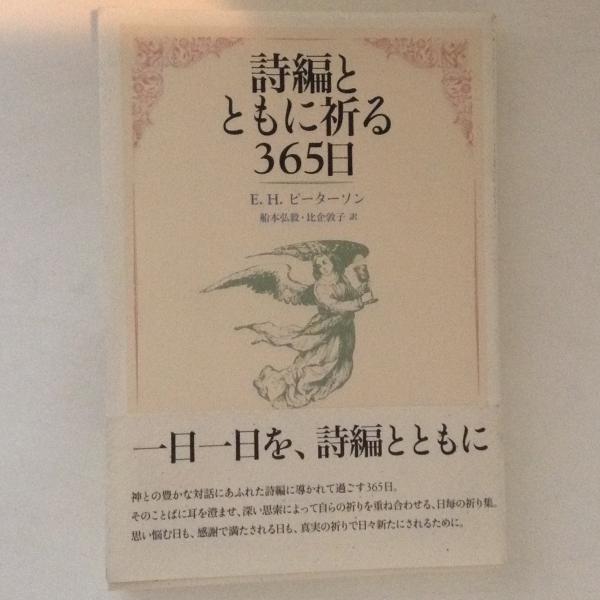 詩編と
ともに祈る
365日
E. H. ピーターソン
船本弘毅・比企敦子 訳
一日一日を、詩編とともに
神との豊かな対話にあふれた詩編に導かれて過ごす365日。
そのことばに耳を澄ませ、深い思索によって自らの祈りを重ね合わせる、日毎の祈り集。
思い悩む日も、感謝で満たされる日も、真実の祈りで日々新たにされるために。